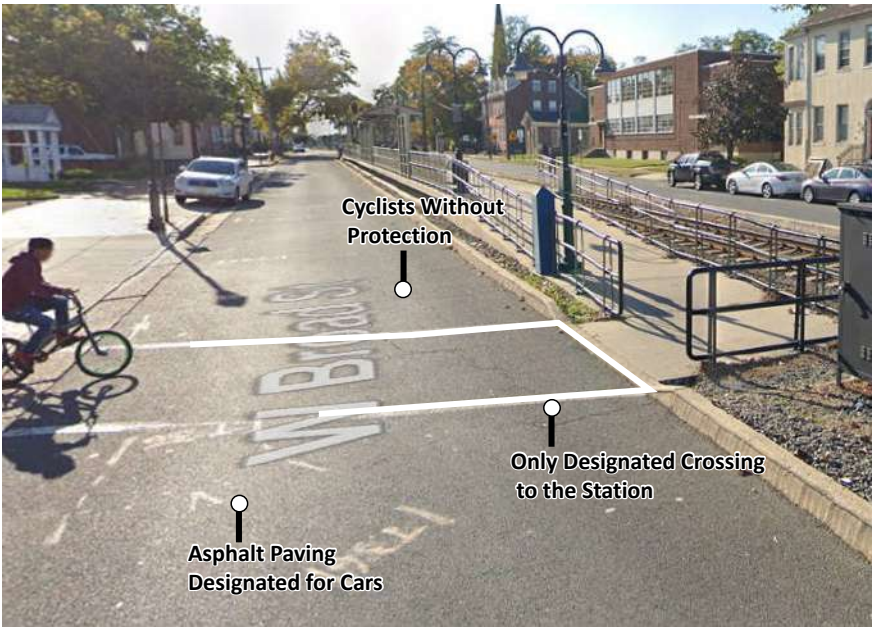 Cyclists Without
Protection
W Broad St
Only Designated Crossing
to the Station
Asphalt Paving
Designated for Cars